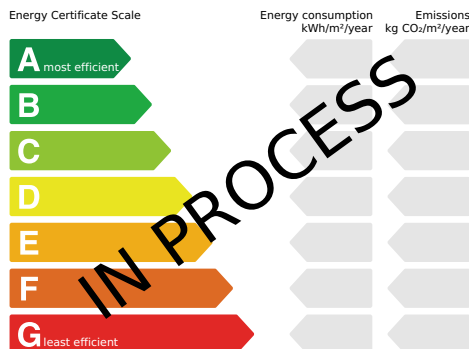 Energy Certificate Scale
Energy consumption
kWh/m²/year
Emissions
kg CO₂/m²/year
A most efficient
B
C
D
E
F
G least efficient
IN PROCESS